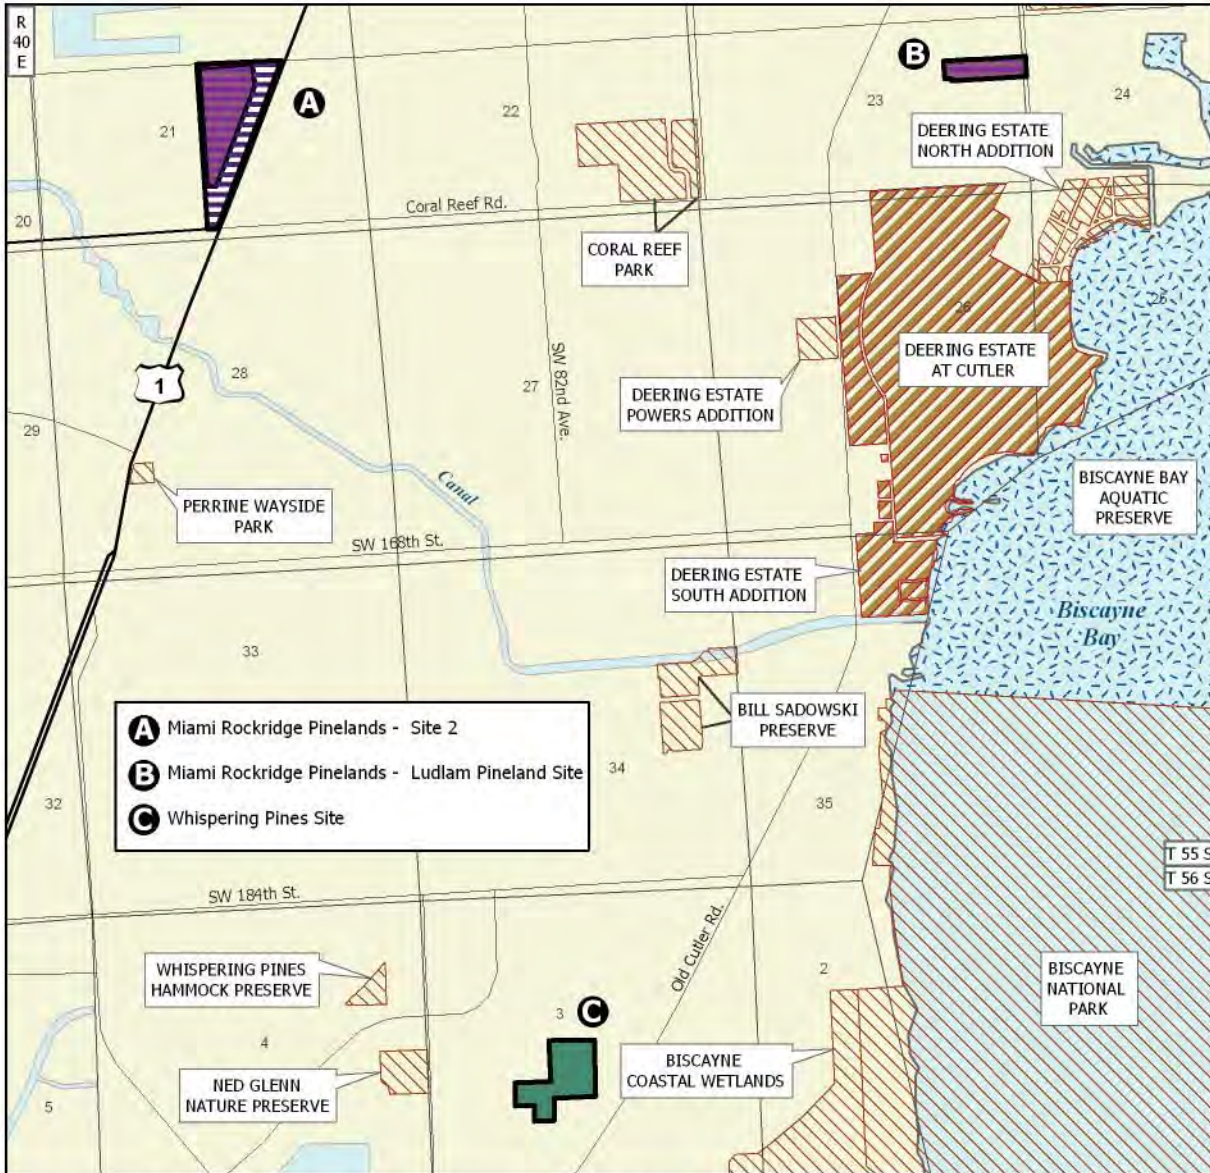 R
40
E
A
B
21
22
23
24
DEERING ESTATE
NORTH ADDITION
20
Coral Reef Rd.
CORAL REEF
PARK
25
26
DEERING ESTATE
AT CUTLER
1
28
27
SW 82nd Ave.
DEERING ESTATE
POWERS ADDITION
29
Canal
PERRINE WAYSIDE
PARK
BISCAYNE BAY
AQUATIC
PRESERVE
SW 168th St.
DEERING ESTATE
SOUTH ADDITION
Biscayne
Bay
33
BILL SADOWSKI
PRESERVE
A Miami Rockridge Pinelands - Site 2
B Miami Rockridge Pinelands - Ludlam Pineland Site
C Whispering Pines Site
34
32
35
T 55 S
T 56 S
SW 184th St.
Old Cutler Rd.
WHISPERING PINES
HAMMOCK PRESERVE
2
BISCAYNE
NATIONAL
PARK
3
C
4
BISCAYNE
COASTAL WETLANDS
NED GLENN
NATURE PRESERVE
5